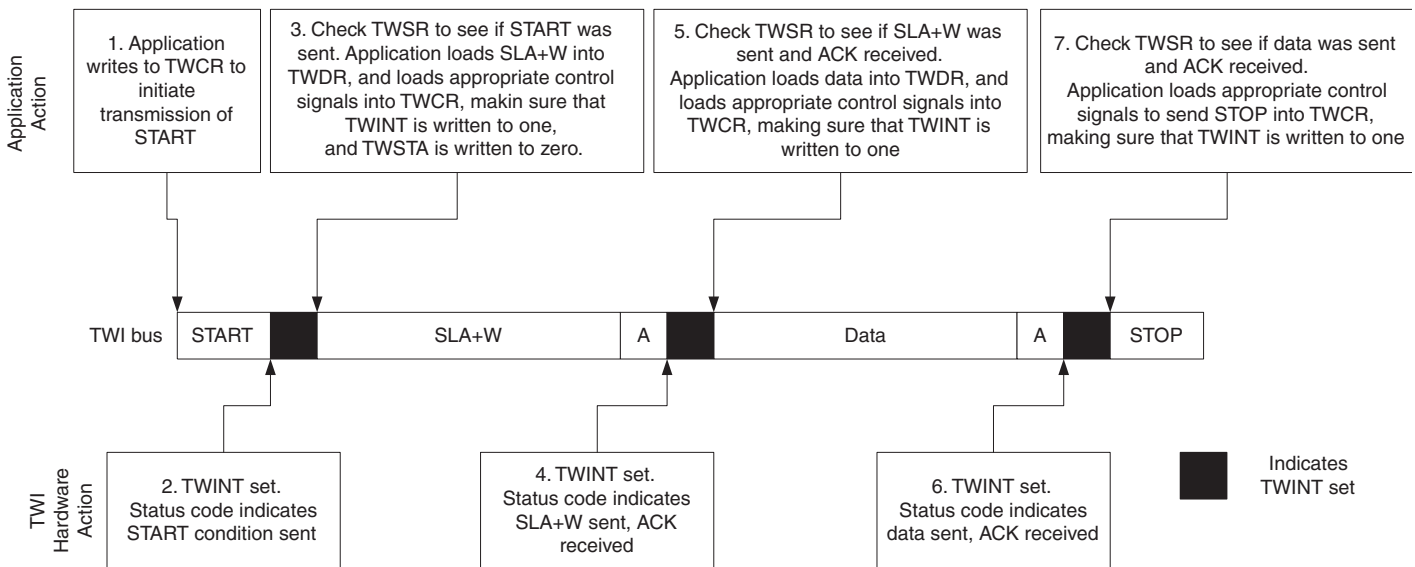 Application
Action
1. Application
writes to TWCR to
initiate
transmission of
START
3. Check TWSR to see if START was
sent. Application loads SLA+W into
TWDR, and loads appropriate control
signals into TWCR, makin sure that
TWINT is written to one,
and TWSTA is written to zero.
5. Check TWSR to see if SLA+W was
sent and ACK received.
Application loads data into TWDR, and
loads appropriate control signals into
TWCR, making sure that TWINT is
written to one
7. Check TWSR to see if data was sent
and ACK received.
Application loads appropriate control
signals to send STOP into TWCR,
making sure that TWINT is written to one
TWI bus
START
SLA+W
A
Data
A
STOP
TWI
Hardware
Action
2. TWINT set.
Status code indicates
START condition sent
4. TWINT set.
Status code indicates
SLA+W sent, ACK
received
6. TWINT set.
Status code indicates
data sent, ACK received
Indicates
TWINT set